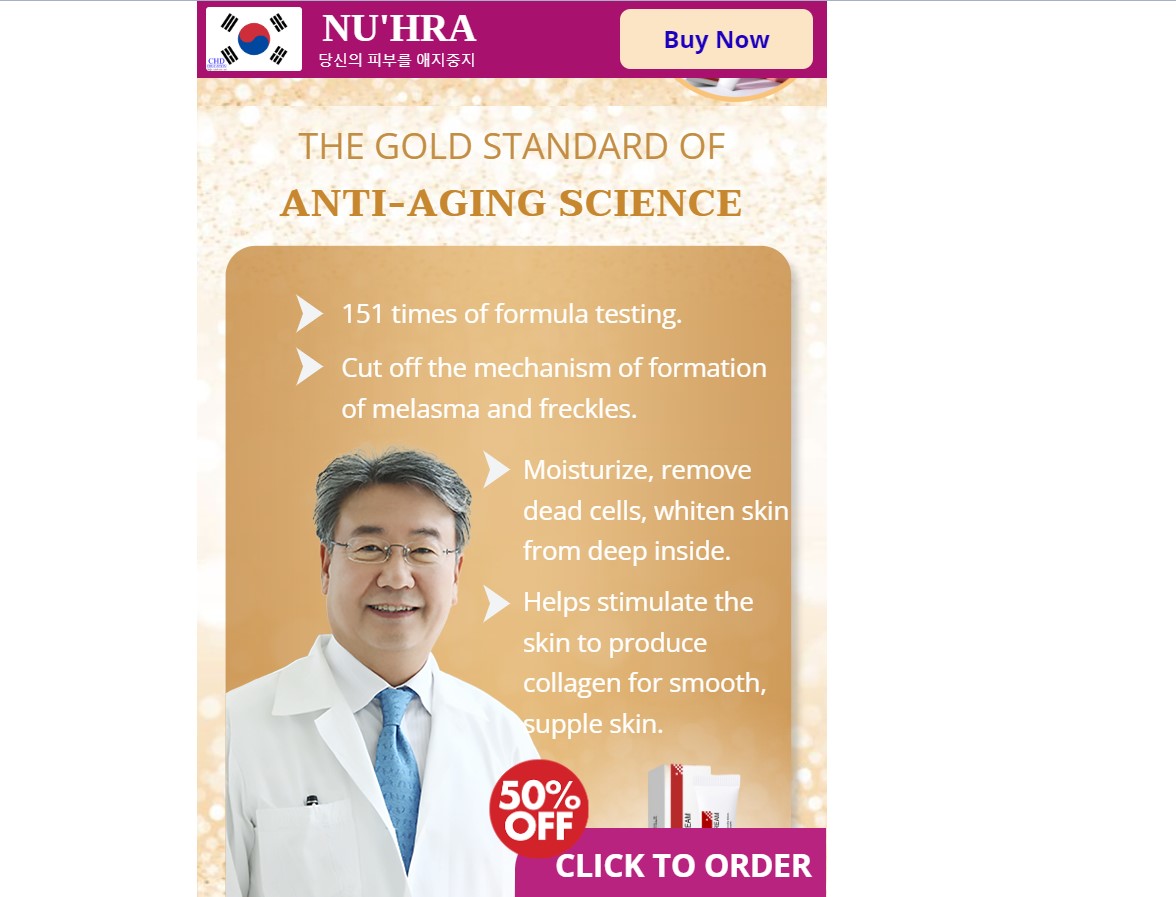 NU'HRA
당신의 피부를 애지중지
CHD
Buy Now
THE GOLD STANDARD OF
ANTI-AGING SCIENCE
151 times of formula testing.
Cut off the mechanism of formation
of melasma and freckles.
Moisturize, remove
dead cells, whiten skin
from deep inside.
Helps stimulate the
skin to produce
collagen for smooth,
supple skin.
50%
OFF
CLICK TO ORDER